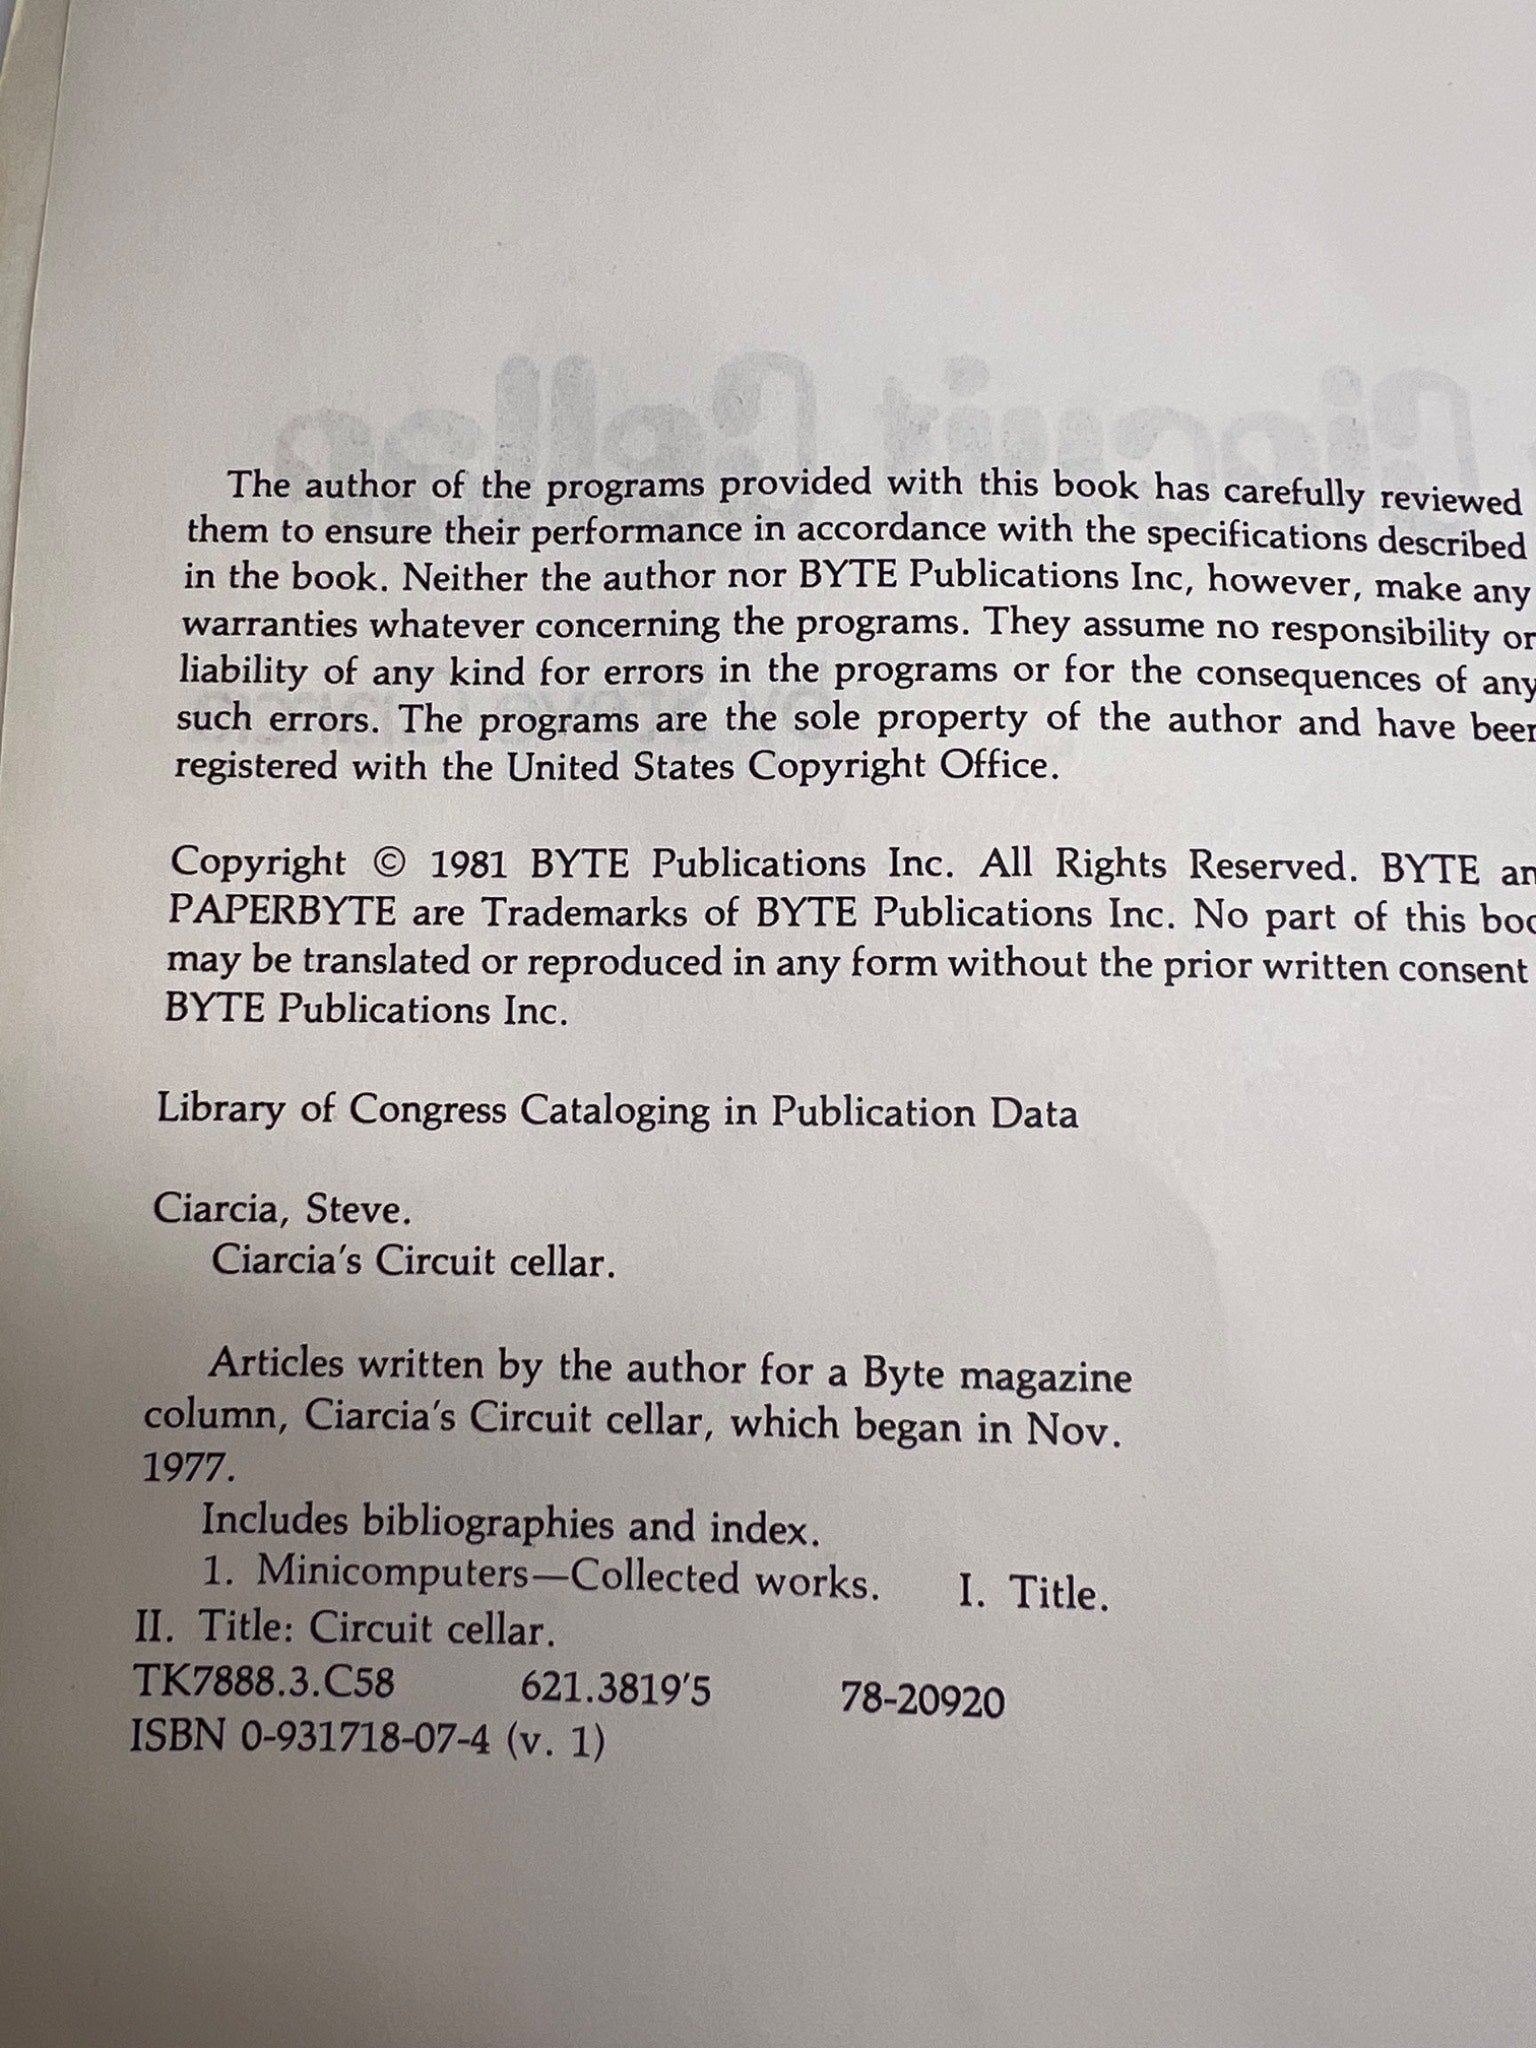 The author of the programs provided with this book has carefully reviewed
them to ensure their performance in accordance with the specifications described
in the book. Neither the author nor BYTE Publications Inc, however, make any
warranties whatever concerning the programs. They assume no responsibility or
liability of any kind for errors in the programs or for the consequences of any
such errors. The programs are the sole property of the author and have been
registered with the United States Copyright Office.
Copyright © 1981 BYTE Publications Inc. All Rights Reserved. BYTE
PAPERBYTE are Trademarks of BYTE Publications Inc. No part of this
may be translated or reproduced in any form without the prior written consent
BYTE Publications Inc.
Library of Congress Cataloging in Publication Data
Ciarcia, Steve.
Ciarcia's Circuit cellar.
Articles written by the author for a Byte magazine
column, Ciarcia's Circuit cellar, which began in Nov.
1977.
Includes bibliographies and index.
1. Minicomputers—Collected works. I. Title.
II. Title: Circuit cellar.
TK7888.3.C58 621.3819'5 78-20920
ISBN 0-931718-07-4 (v. 1)